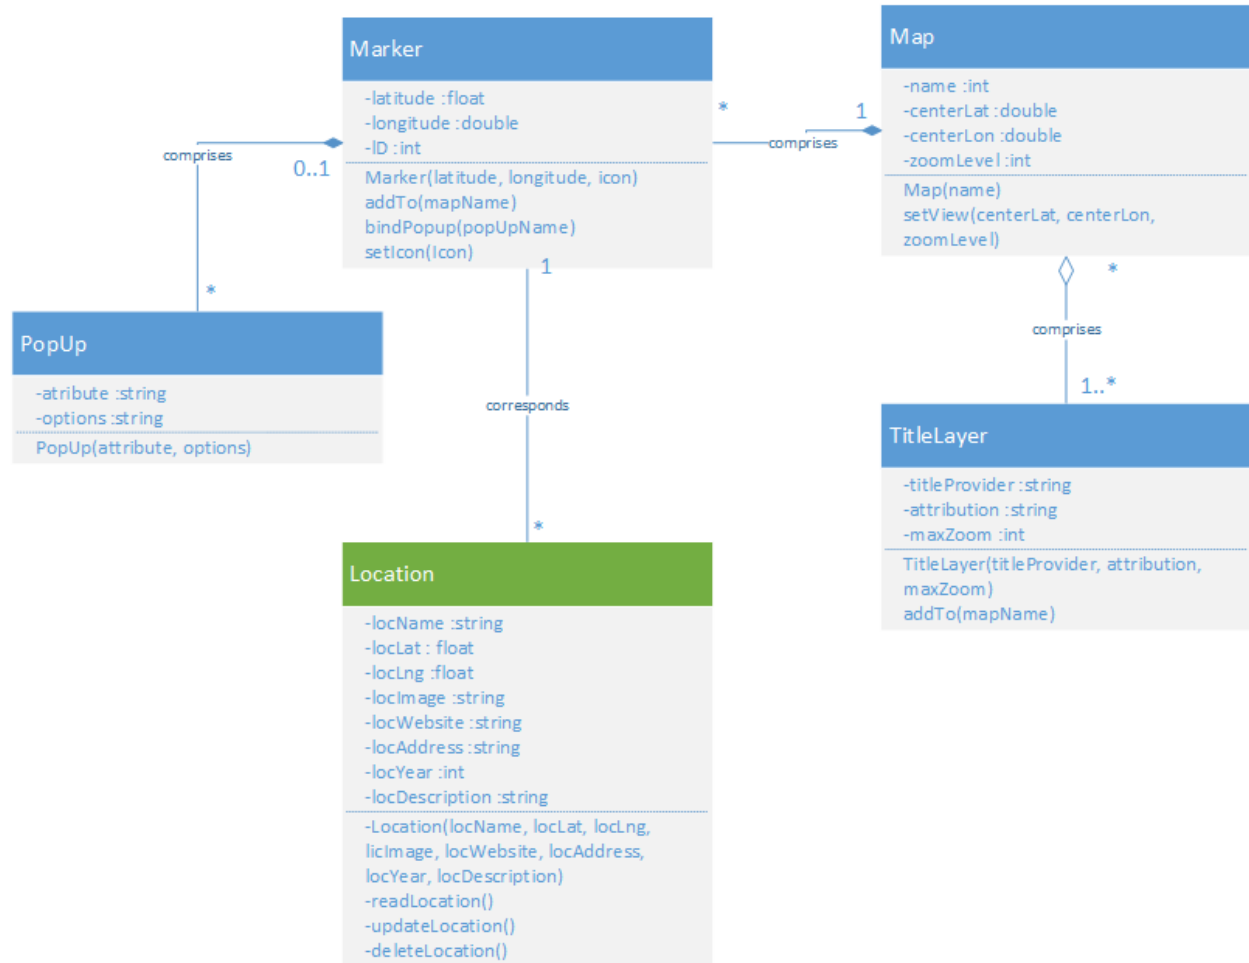 Marker
-latitude :float
-longitude :double
-ID :int
Marker(latitude, longitude, icon)
addTo(mapName)
bindPopup(popUpName)
setIcon(Icon)
Map
-name :int
-centerLat :double
-centerLon :double
-zoomLevel :int
Map(name)
setView(centerLat, centerLon,
zoomLevel)
*
1
comprises
comprises
0..1
*
1
*
comprises
1..*
PopUp
-atribute :string
-options :string
PopUp(attribute, options)
corresponds
*
TitleLayer
-titleProvider :string
-attribution :string
-maxZoom :int
TitleLayer(titleProvider, attribution,
maxZoom)
addTo(mapName)
Location
-locName :string
-locLat : float
-locLng :float
-locImage :string
-locWebsite :string
-locAddress :string
-locYear :int
-locDescription :string
-Location(locName, locLat, locLng,
licImage, locWebsite, locAddress,
locYear, locDescription)
-readLocation()
-updateLocation()
-deleteLocation()